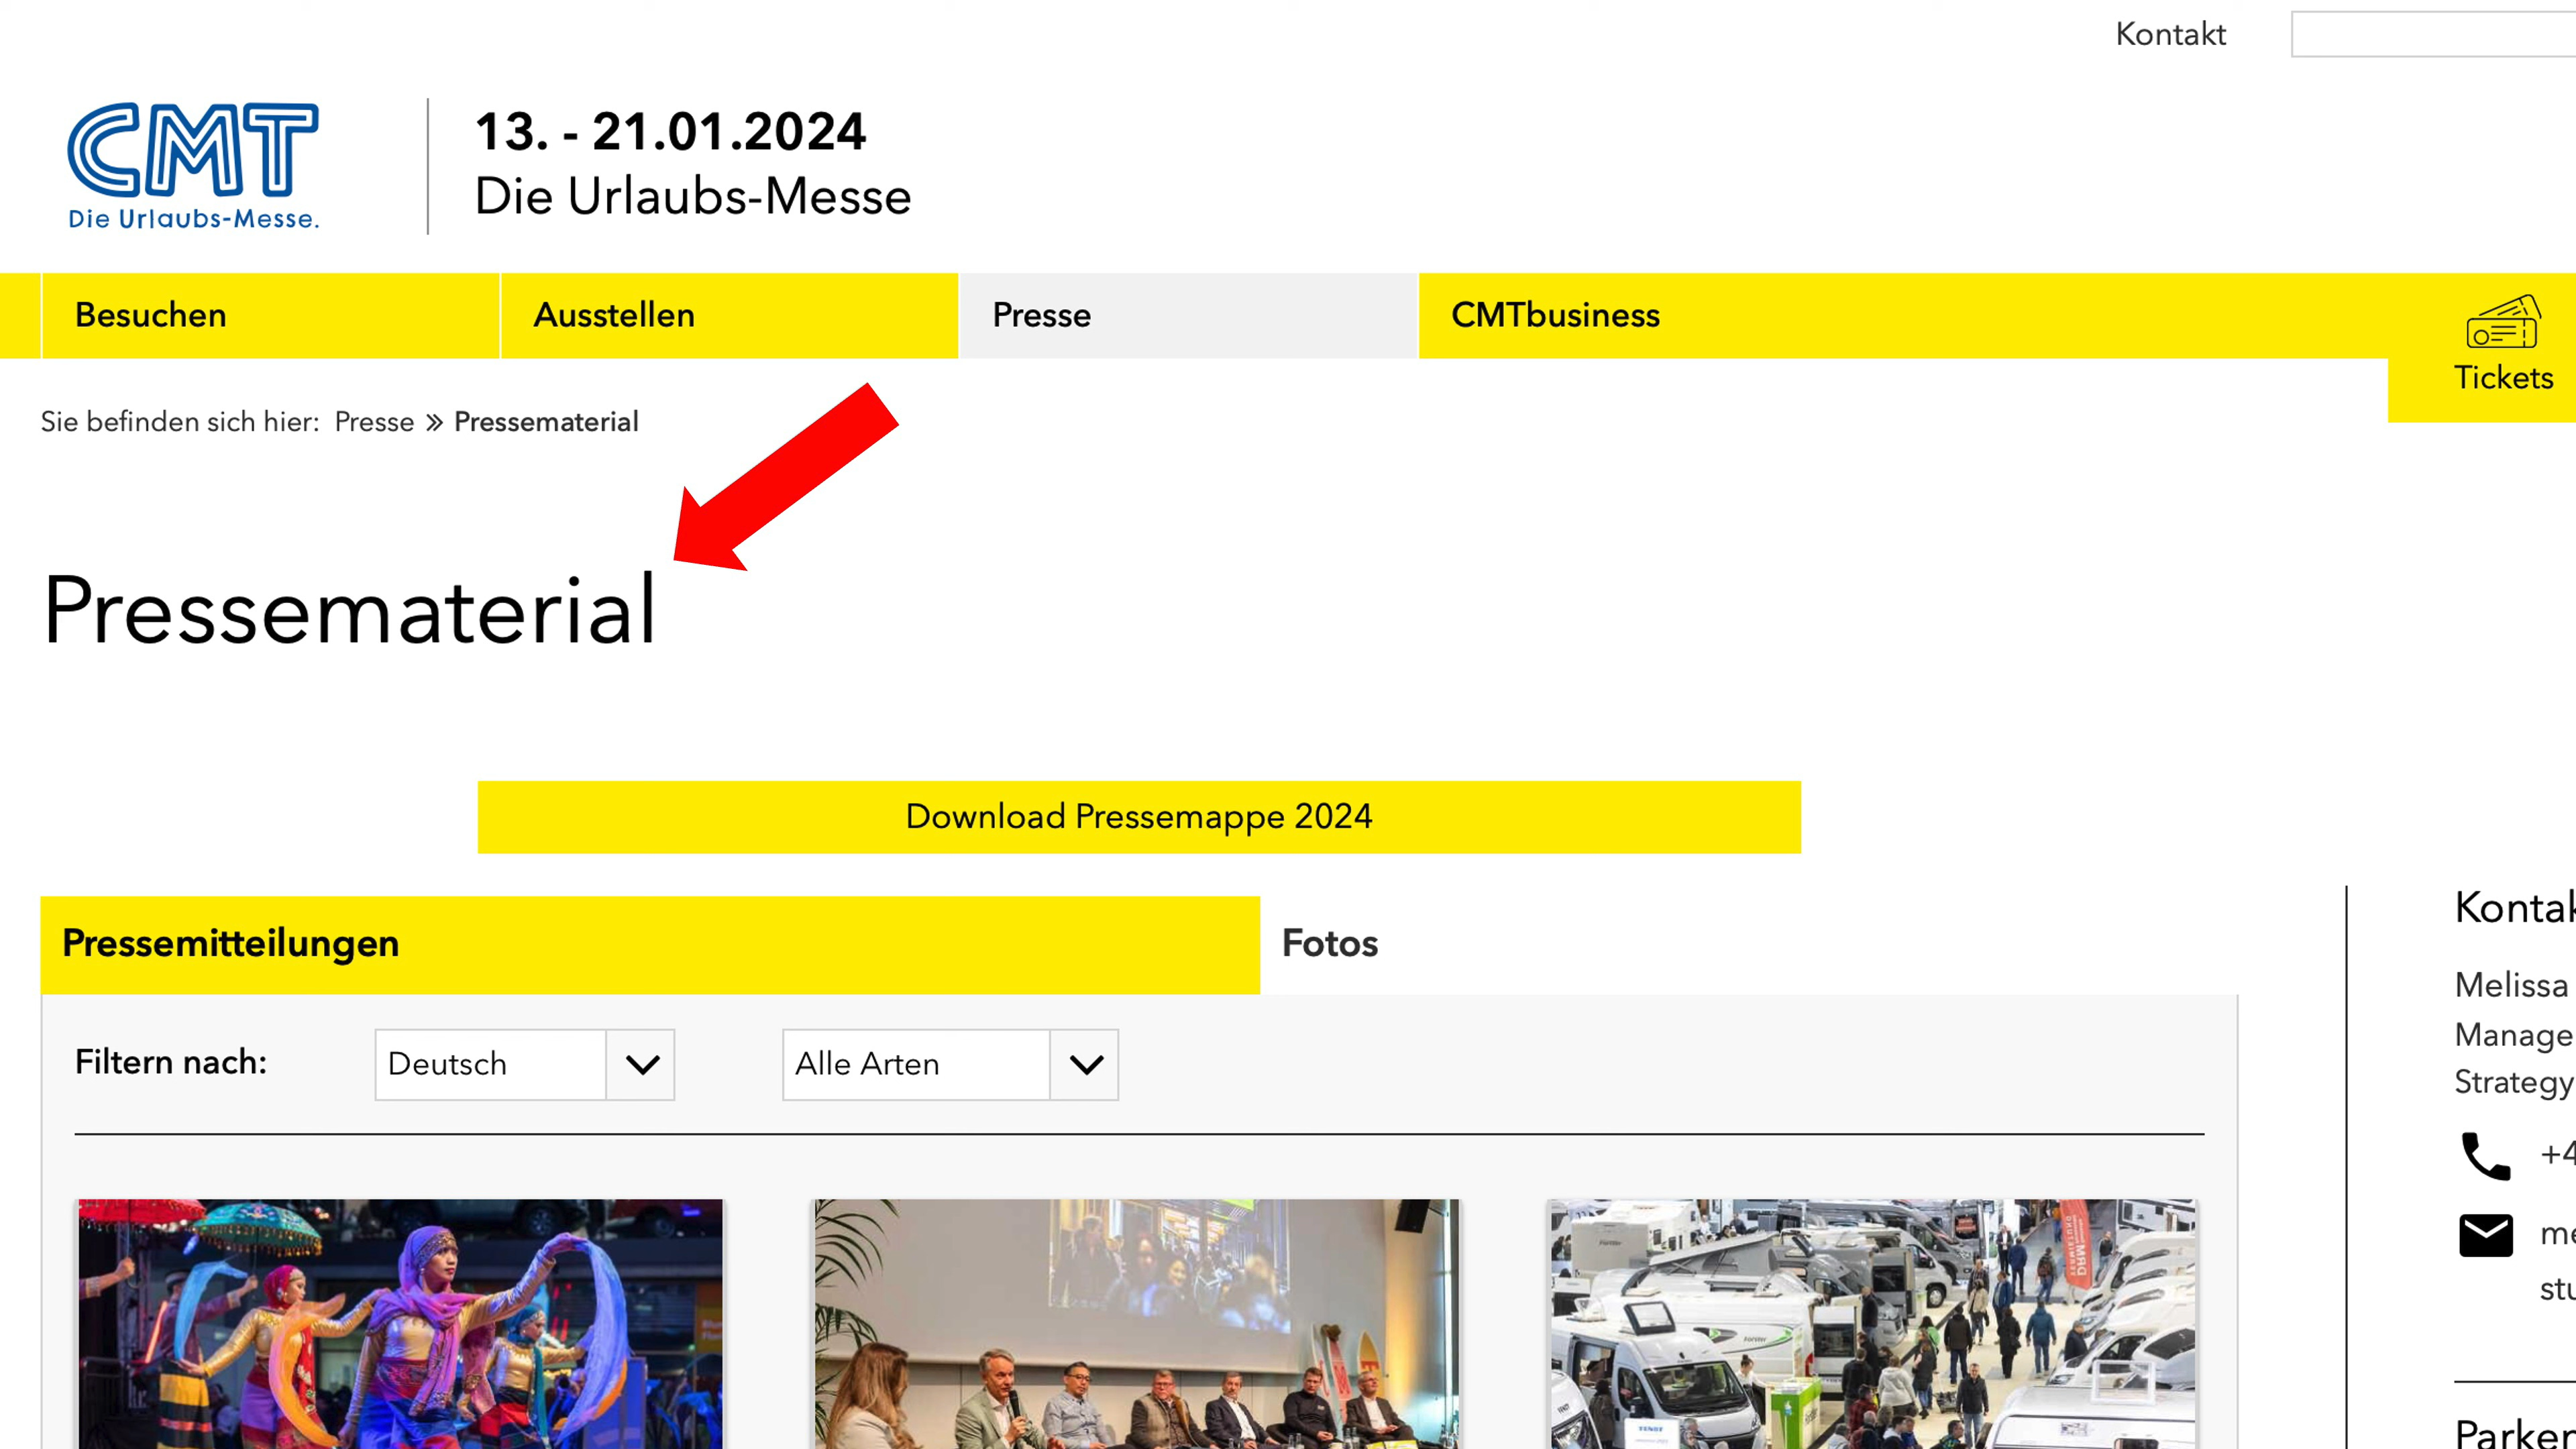 Kontakt
CMT
Die Urlaubs-Messe.
13. - 21.01.2024
Die Urlaubs-Messe
Besuchen
Ausstellen
Presse
CMTbusiness
Tickets
Sie befinden sich hier: Presse » Pressematerial
Pressematerial
Download Pressemappe 2024
Pressemitteilungen
Fotos
Filtern nach:
Deutsch
Alle Arten
Melissa
Strategy
+4